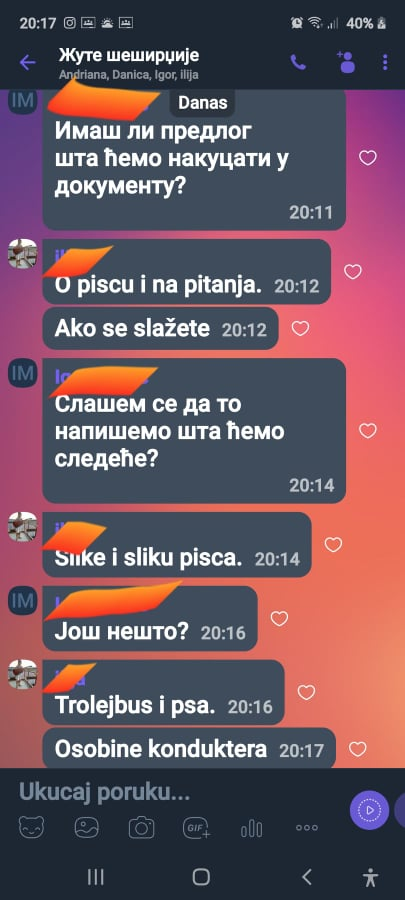 20:17
40%
Жуте шеширџије
Andriana, Danica, Igor, ilija
IM
Danas
Имаш ли предлог
шта ћемо накуцати у
документу?
20:11
O piscu i na pitanja. 20:12
Ako se slažete 20:12
IM
Слашем се да то
напишемо шта ћемо
следеће?
20:14
Slike i sliku pisca. 20:14
IM
Још нешто? 20:16
Trolejbus i psa. 20:16
Osobine konduktera 20:17
Ukucaj poruku...
GIF